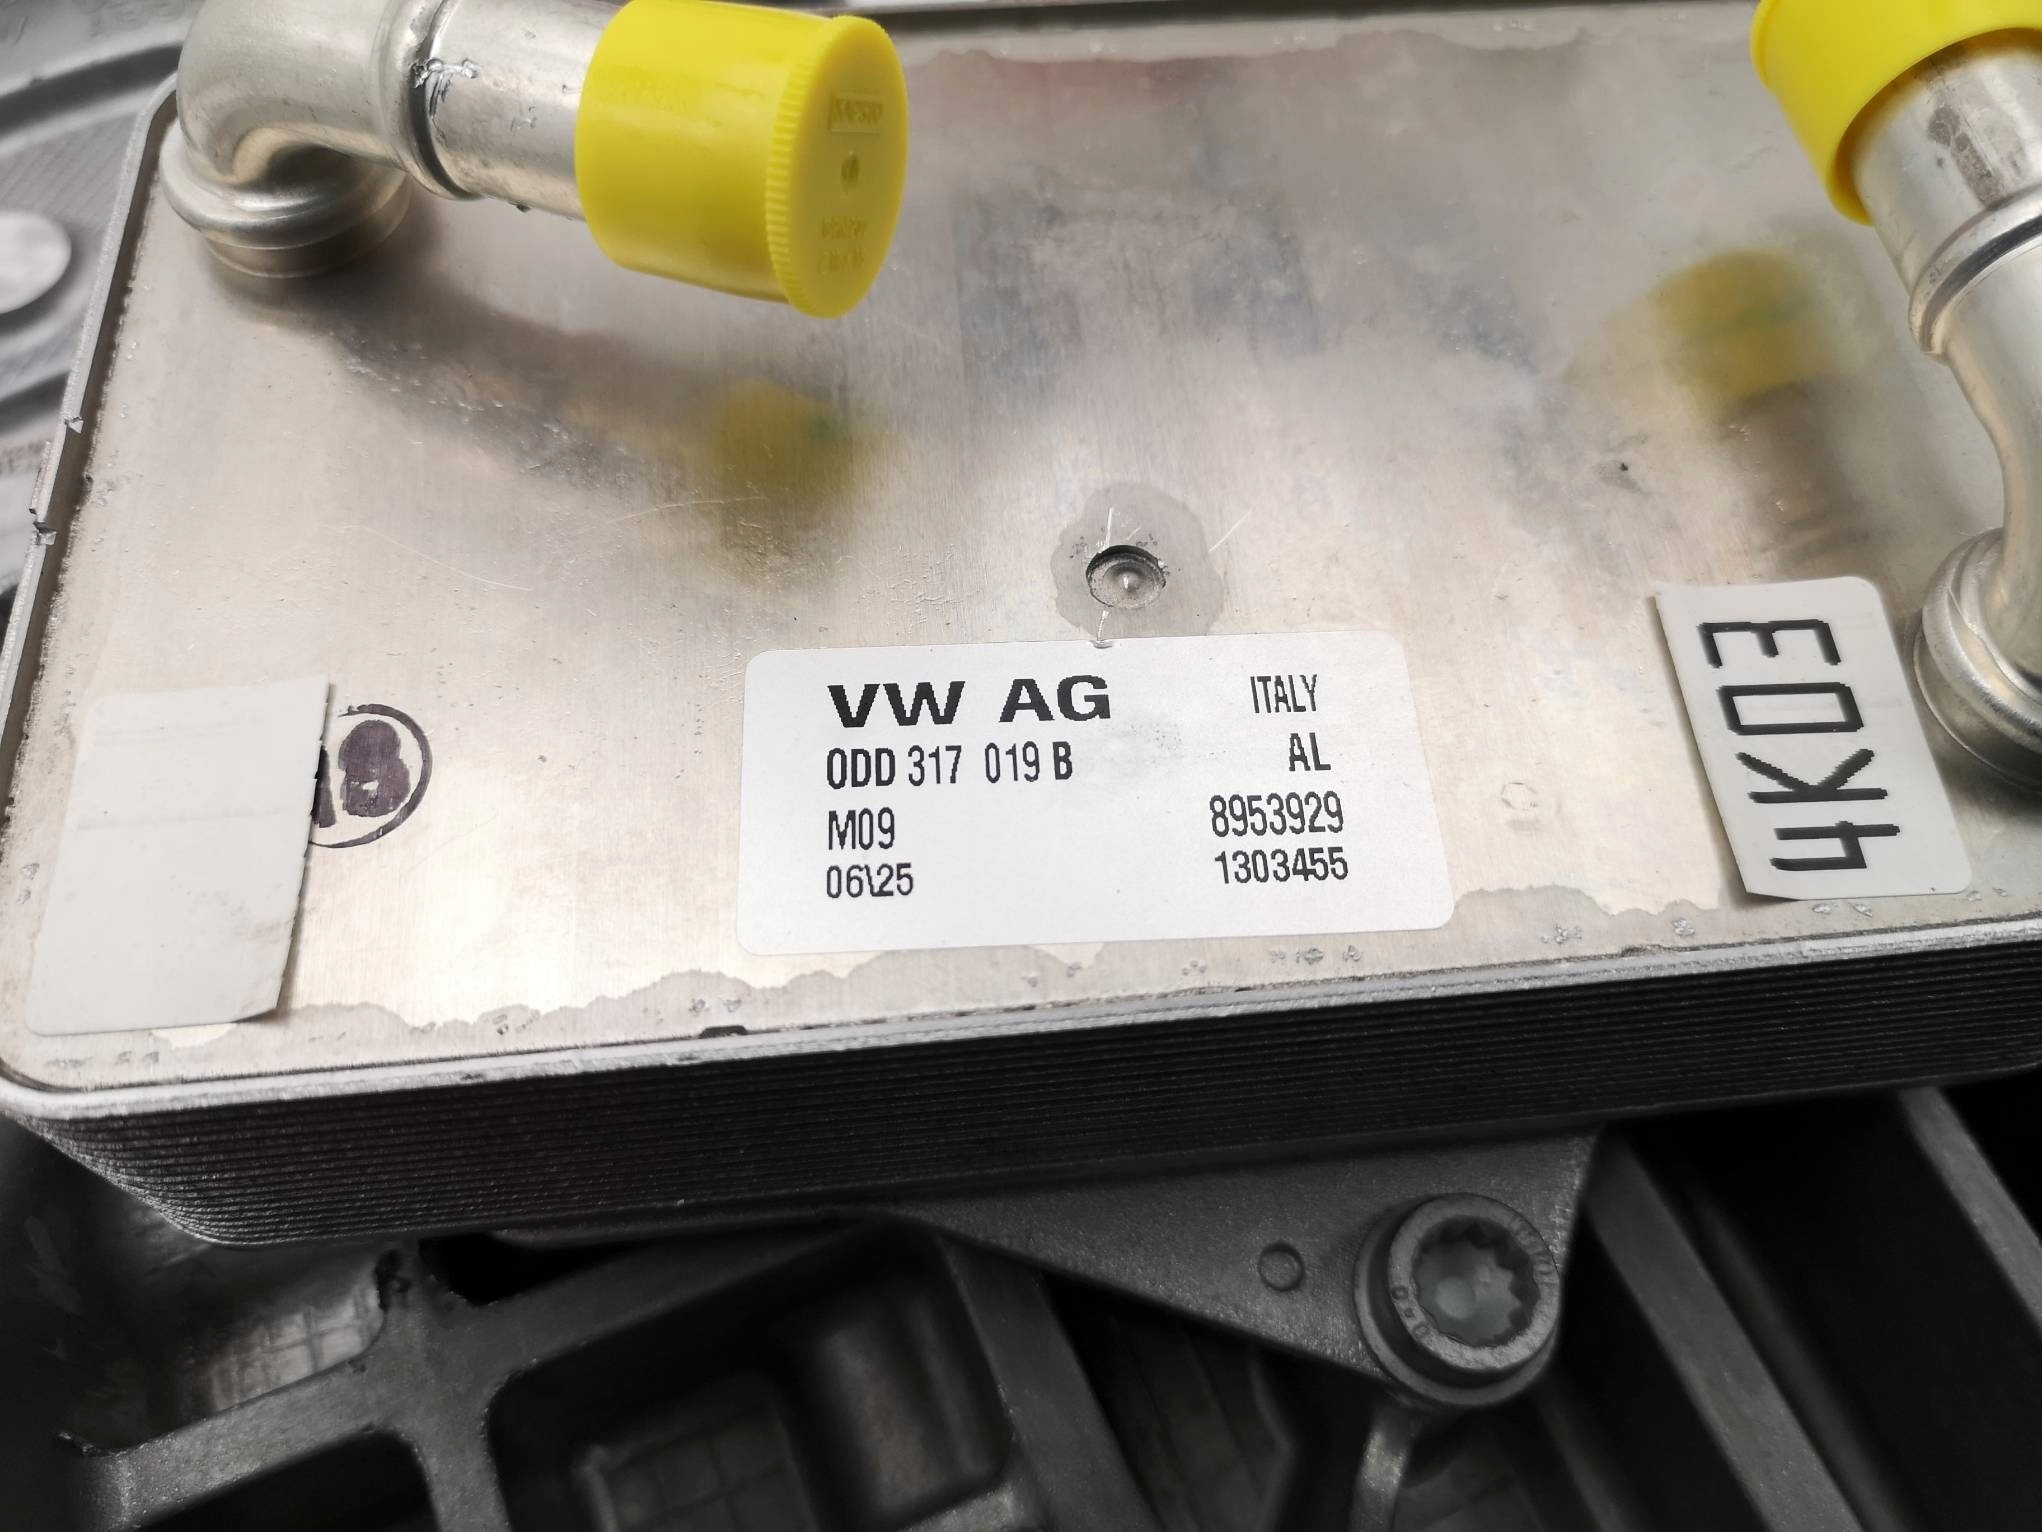 VW AG ITALY
0DD 317 019 B AL
M09 8953929
06\25 1303455
4K03